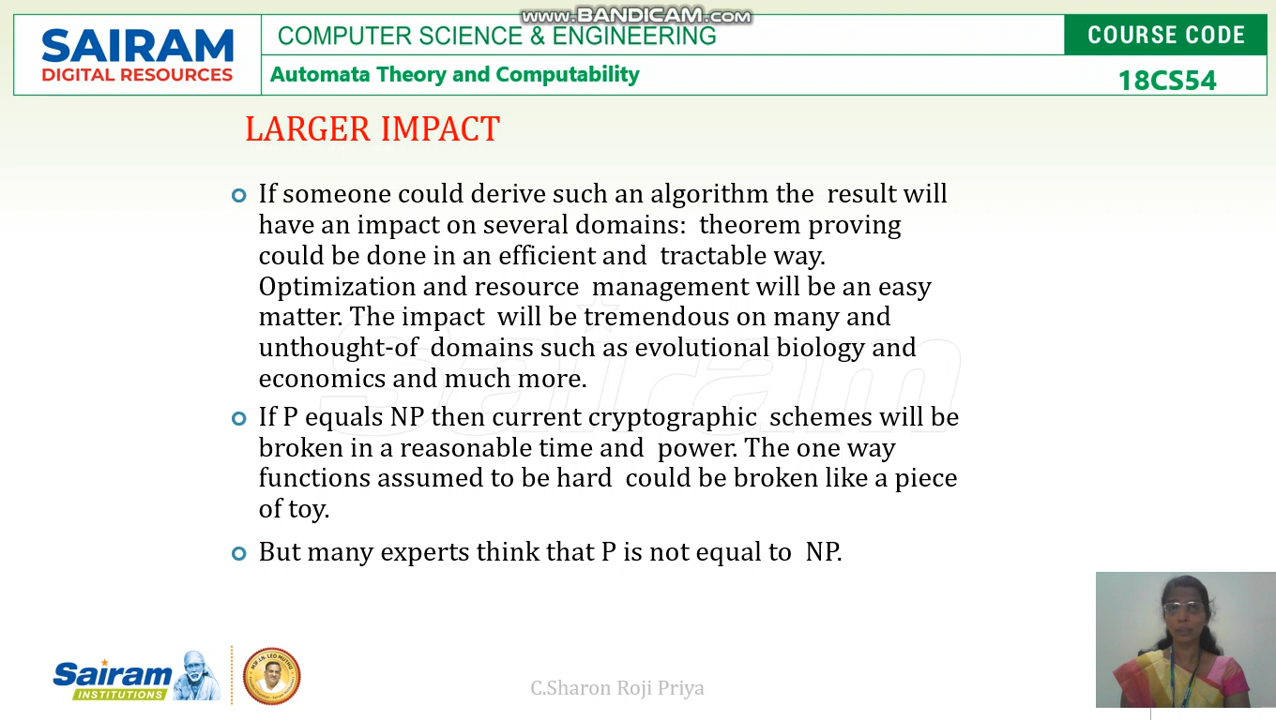 www.BANDICAM.com
SAIRAM
DIGITAL RESOURCES
COMPUTER SCIENCE & ENGINEERING
COURSE CODE
Automata Theory and Computability
18CS54
LARGER IMPACT
If someone could derive such an algorithm the result will
have an impact on several domains: theorem proving
could be done in an efficient and tractable way.
Optimization and resource management will be an easy
matter. The impact will be tremendous on many and
unthought-of domains such as evolutional biology and
economics and much more.
If P equals NP then current cryptographic schemes will be
broken in a reasonable time and power. The one way
functions assumed to be hard could be broken like a piece
of toy.
But many experts think that P is not equal to NP.
Sairam
Sairam
INSTITUTIONS
C.Sharon Roji Priya